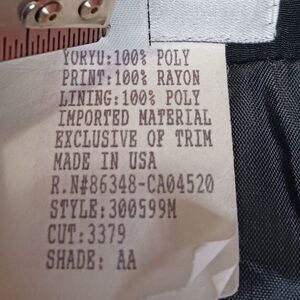 YORYU:100% POLY
PRINT:100% RAYON
LINING:100% POLY
IMPORTED MATERIAL
EXCLUSIVE OF TRIM
MADE IN USA
R.N#86348-CA04520
STYLE:300599M
CUT:3379
SHADE: AA